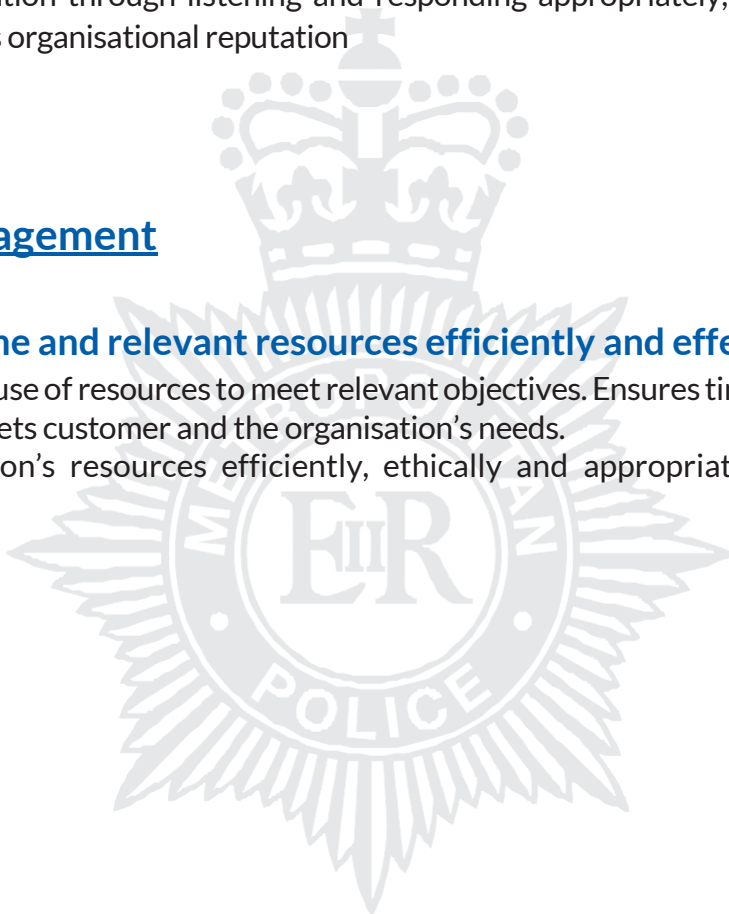 ation through listening and responding appropriately,
s organisational reputation
agement
ne and relevant resources efficiently and effe
use of resources to meet relevant objectives. Ensures tin
ets customer and the organisation's needs.
on's resources efficiently, ethically and appropriat
METROPOLITAN
EIIR
POLICE